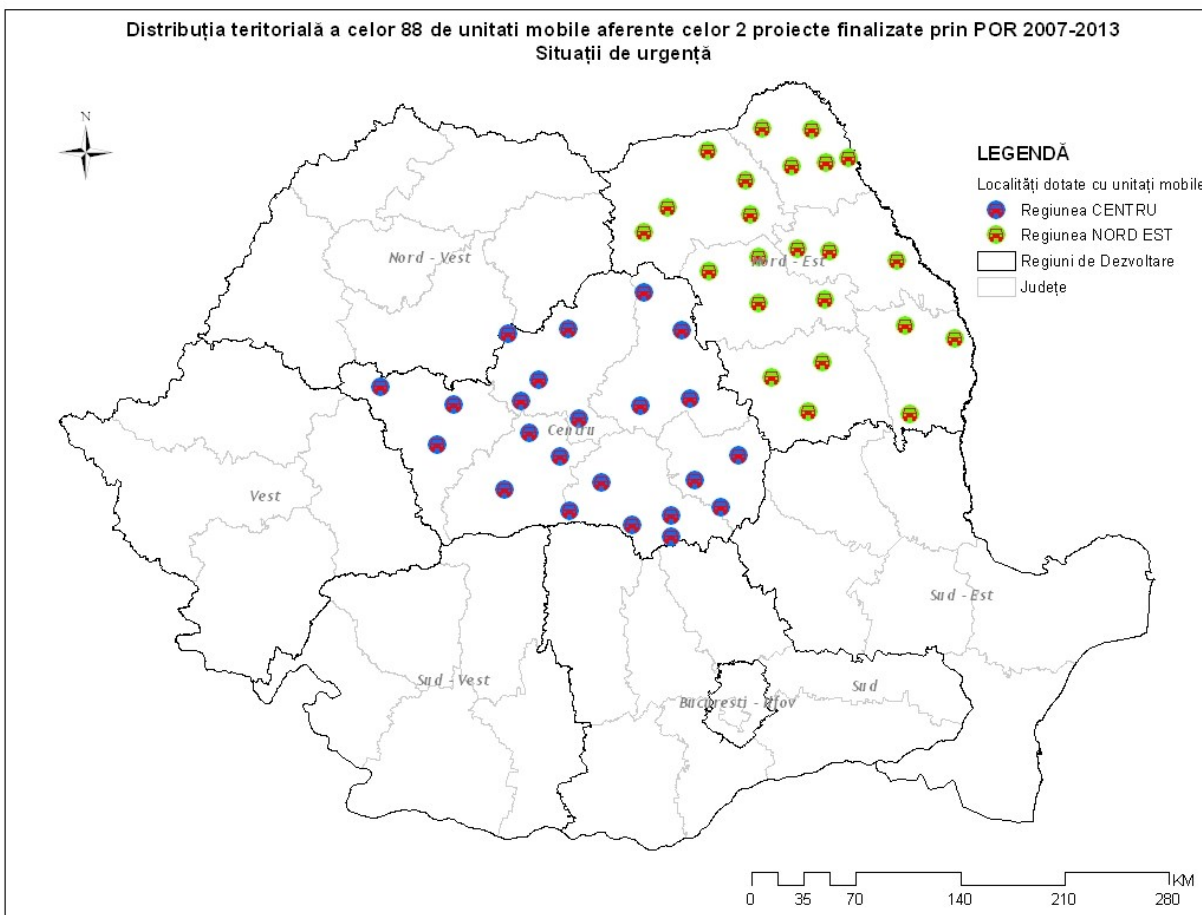 Distribuția teritorială a celor 88 de unitati mobile aferente celor 2 proiecte finalizate prin POR 2007-2013
Situații de urgență
N
LEGENDĂ
Localități dotate cu unitați mobile
Regiunea CENTRU
Regiunea NORD EST
Regiuni de Dezvoltare
Județe
Nord - Vest
Nord - Est
Centru
Vest
Sud - Est
Sud - Vest
Sud
Bucuresti - Ilfov
KM
0 35 70 140 210 280